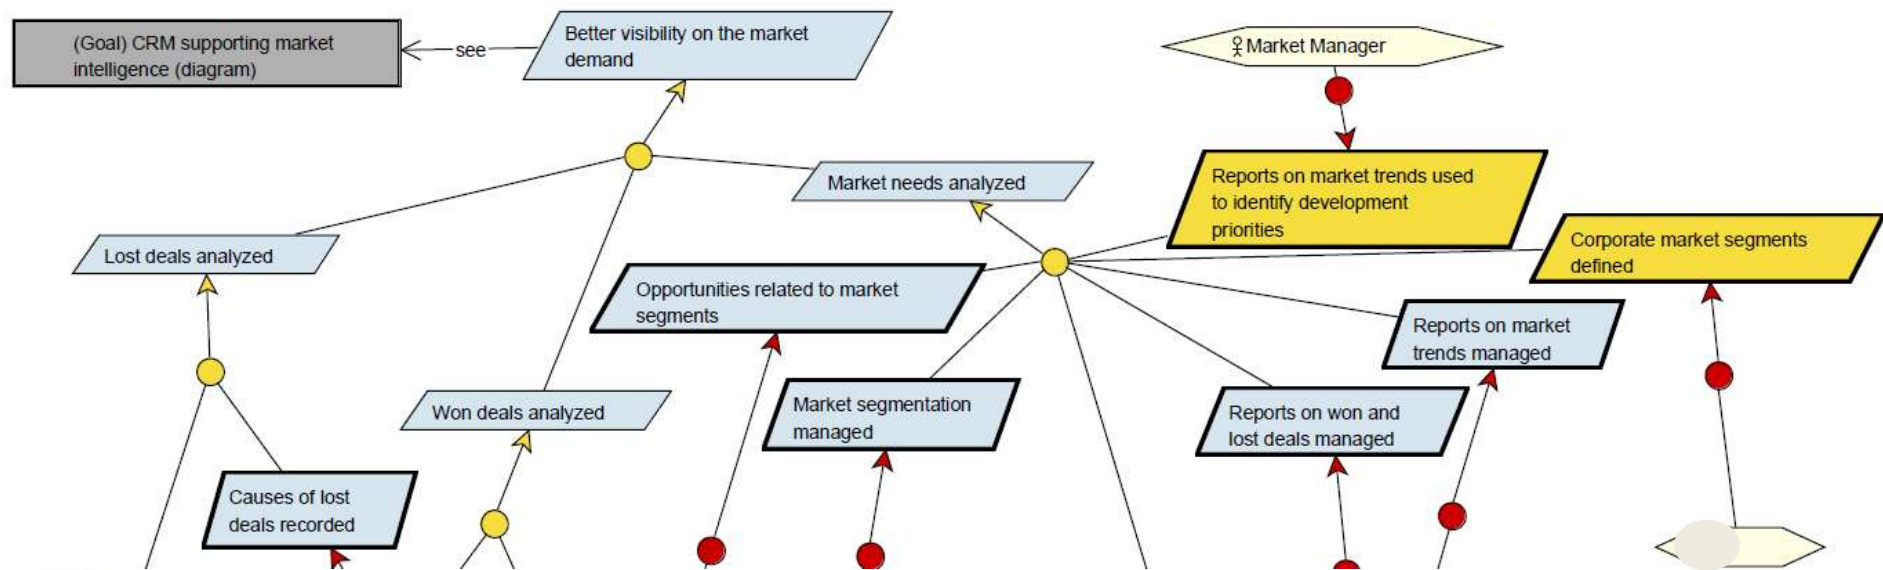 (Goal) CRM supporting market
intelligence (diagram)
see
Better visibility on the market
demand
Market Manager
Market needs analyzed
Reports on market trends used
to identify development
priorities
Corporate market segments
defined
Lost deals analyzed
Opportunities related to market
segments
Reports on market
trends managed
Won deals analyzed
Market segmentation
managed
Reports on won and
lost deals managed
Causes of lost
deals recorded